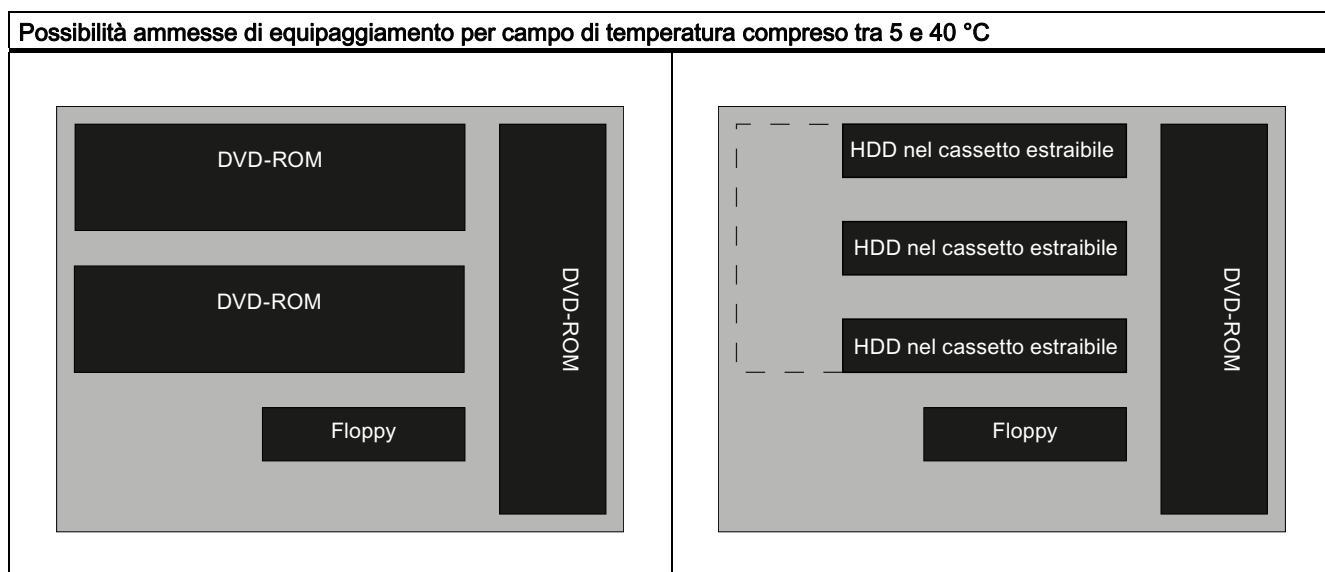 Possibilità ammesse di equipaggiamento per campo di temperatura compreso tra 5 e 40 °C
DVD-ROM
DVD-ROM
Floppy
DVD-ROM
HDD nel cassetto estraibile
HDD nel cassetto estraibile
HDD nel cassetto estraibile
Floppy
DVD-ROM